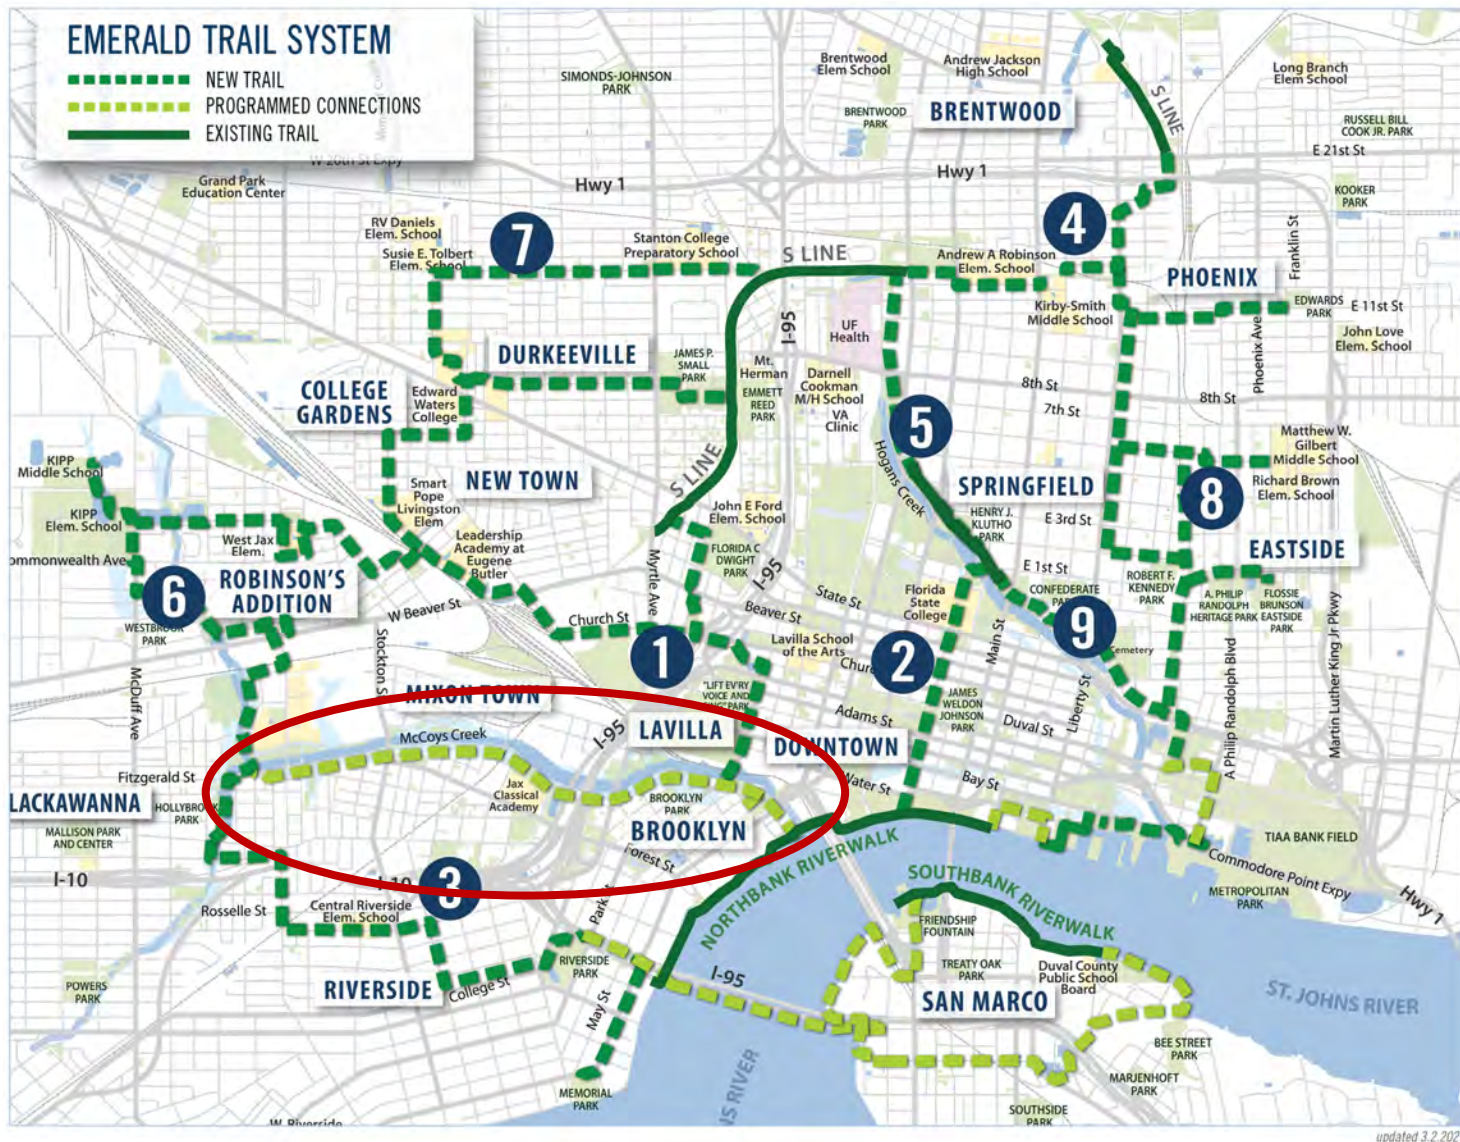 EMERALD TRAIL SYSTEM
NEW TRAIL
PROGRAMMED CONNECTIONS
EXISTING TRAIL
W 20th St Expy
SIMONDS-JOHNSON
PARK
Brentwood
Elem School
Andrew Jackson
High School
BRENTWOOD
PARK
BRENTWOOD
S LINE
Long Branch
Elem School
RUSSELL BILL
COOK JR. PARK
E 21st St
Grand Park
Education Center
Hwy 1
Hwy 1
KOOKER
PARK
RV Daniels
Elem. School
Susie E. Tolbert
Elem. School
7
Stanton College
Preparatory School
S LINE
4
Andrew A Robinson
Elem. School
Franklin St
PHOENIX
Kirby-Smith
Middle School
EDWARDS
PARK
E 11st St
John Love
Elem. School
Phoenix Ave
I-95
UF
Health
DURKEEVILLE
JAMES P.
SMALL
PARK
Mt.
Herman
EMMETT
REED PARK
Darnell
Cookman
M/H School
VA
Clinic
8th St
7th St
8th St
COLLEGE
GARDENS
Edward
Waters
College
5
Hogans Creek
Matthew W.
Gilbert
Middle School
Richard Brown
Elem. School
KIPP
Middle School
NEW TOWN
S LINE
SPRINGFIELD
HENRY J.
KLUTHO
PARK
E 3rd St
8
EASTSIDE
KIPP
Elem. School
Smart
Pope
Livingston
Elem
John E Ford
Elem. School
West Jax
Elem.
Leadership
Academy at
Eugene
Butler
Myrtle Ave
FLORIDA C
DWIGHT
PARK
I-95
E 1st St
ommonwealth Ave
ROBINSON'S
ADDITION
6
WESTBROOK
PARK
W Beaver St
Church St
Beaver St
State St
Florida
State
College
CONFEDERATE
ROBERT F.
KENNEDY
PARK
A. PHILIP
RANDOLPH
HERITAGE PARK
FLOSSIE
BRUNSON
EASTSIDE
PARK
1
Lavilla School
of the Arts
2
Main St
9
Cemetery
McDuff Ave
Stockton S
MIXON TOWN
"LIFT EV'RY
VOICE AND
PARK
Adams St
JAMES
WELDON
JOHNSON
PARK
Duval St
Liberty St
A Philip Randolph Blvd
Martin Luther King Jr Pkwy
McCoys Creek
I-95
LAVILLA
DOWNTOWN
Water St
Bay St
Fitzgerald St
LACKAWANNA
HOLLYBROOK
PARK
Jax
Classical
Academy
BROOKLYN
PARK
BROOKLYN
MALLISON PARK
AND CENTER
Forest St
NORTHBANK RIVERWALK
TIAA BANK FIELD
Commodore Point Expy
Hwy 1
METROPOLITAN
PARK
I-10
I-10
3
Rosselle St
Central Riverside
Elem. School
SOUTHBANK RIVERWALK
FRIENDSHIP
FOUNTAIN
TREATY OAK
PARK
Duval County
Public School
Board
POWERS
PARK
RIVERSIDE
College St
RIVERSIDE
PARK
May St
I-95
SAN MARCO
ST. JOHNS RIVER
BEE STREET
PARK
MARJENHOFT
PARK
MEMORIAL
PARK
NS RIVER
SOUTHSIDE
PARK
W Riverside
updated 3.2.202